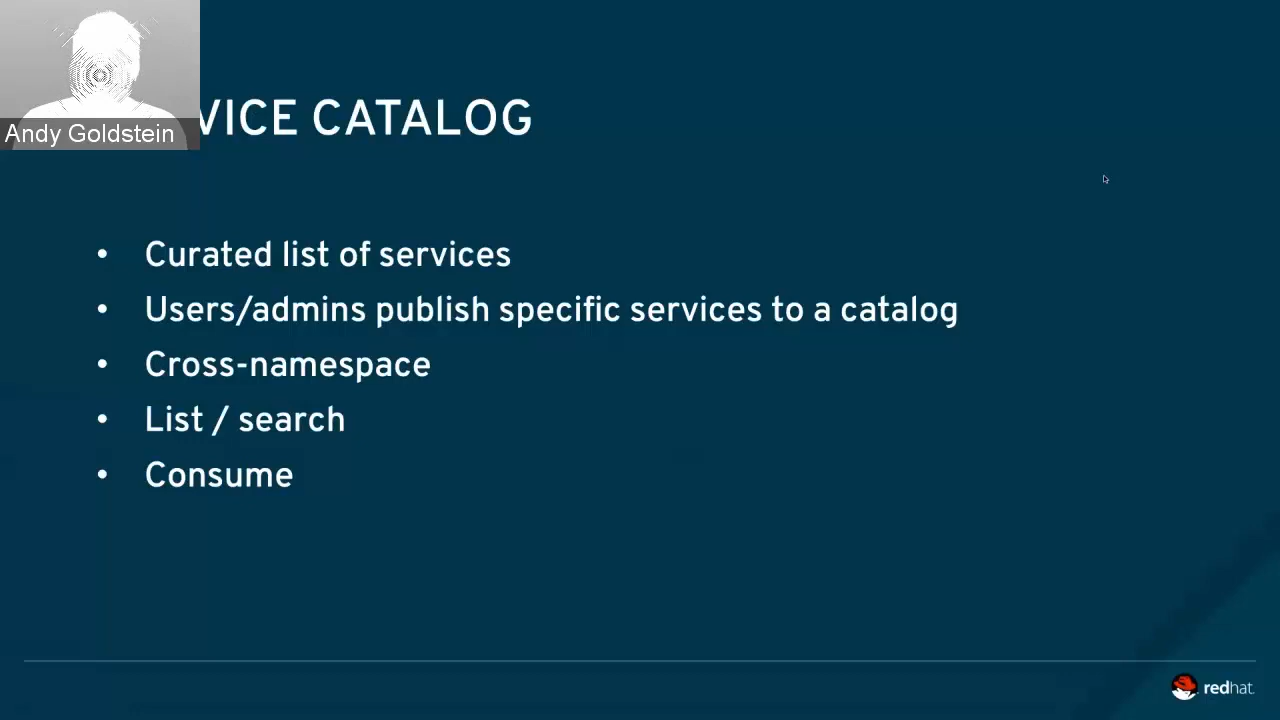 Andy Goldstein
VICE CATALOG
• Curated list of services
• Users/admins publish specific services to a catalog
• Cross-namespace
• List / search
• Consume
redhat.